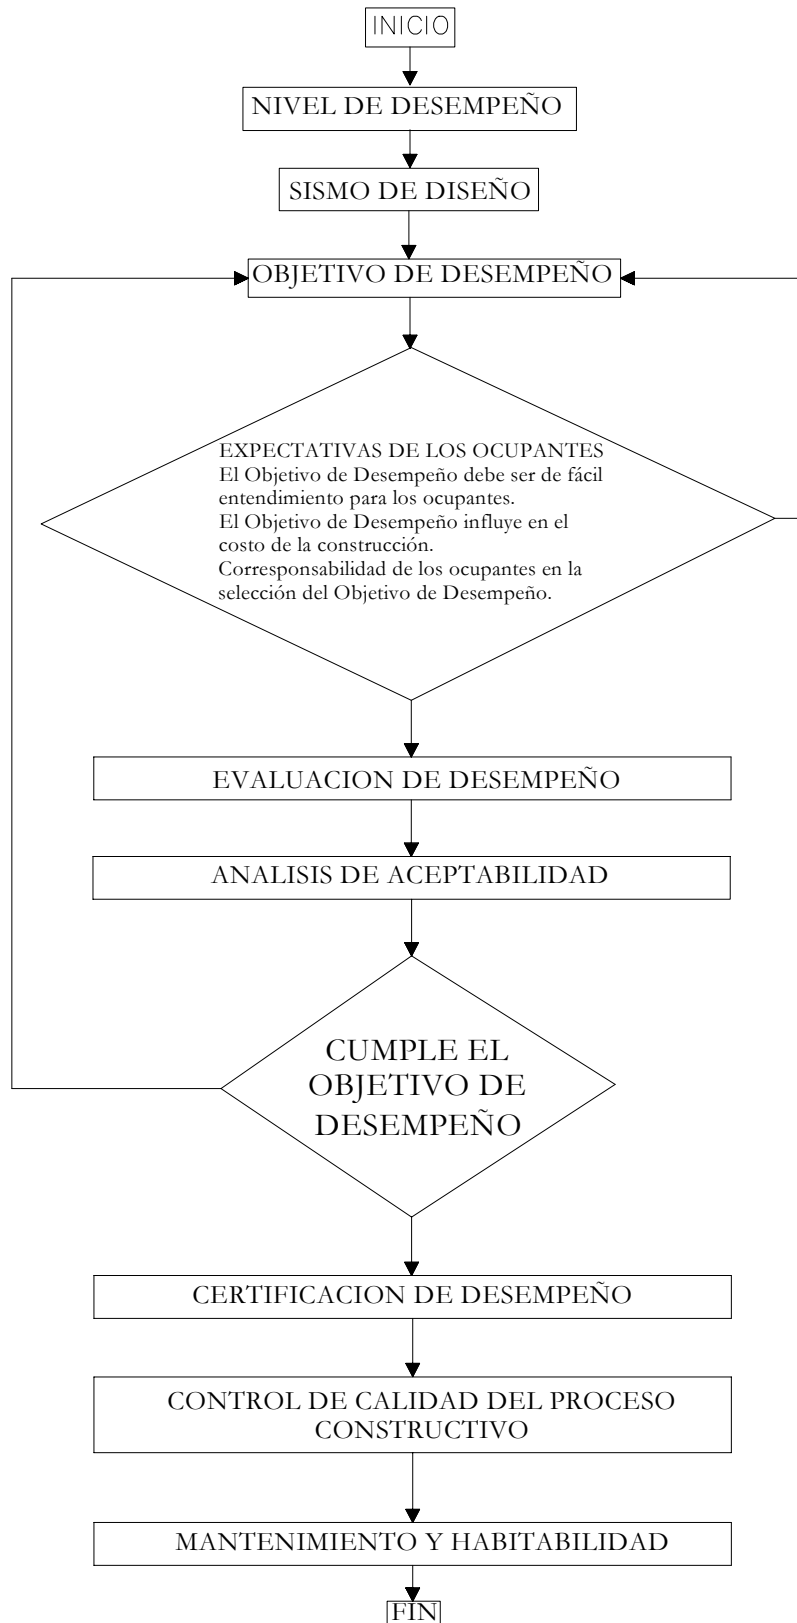 INICIO
NIVEL DE DESEMPEÑO
SISMO DE DISEÑO
OBJETIVO DE DESEMPEÑO
EXPECTATIVAS DE LOS OCUPANTES
El Objetivo de Desempeño debe ser de fácil
entendimiento para los ocupantes.
El Objetivo de Desempeño influye en el
costo de la construcción.
Corresponsabilidad de los ocupantes en la
selección del Objetivo de Desempeño.
EVALUACION DE DESEMPEÑO
ANALISIS DE ACEPTABILIDAD
CUMPLE EL
OBJETIVO DE
DESEMPEÑO
CERTIFICACION DE DESEMPEÑO
CONTROL DE CALIDAD DEL PROCESO
CONSTRUCTIVO
MANTENIMIENTO Y HABITABILIDAD
FIN